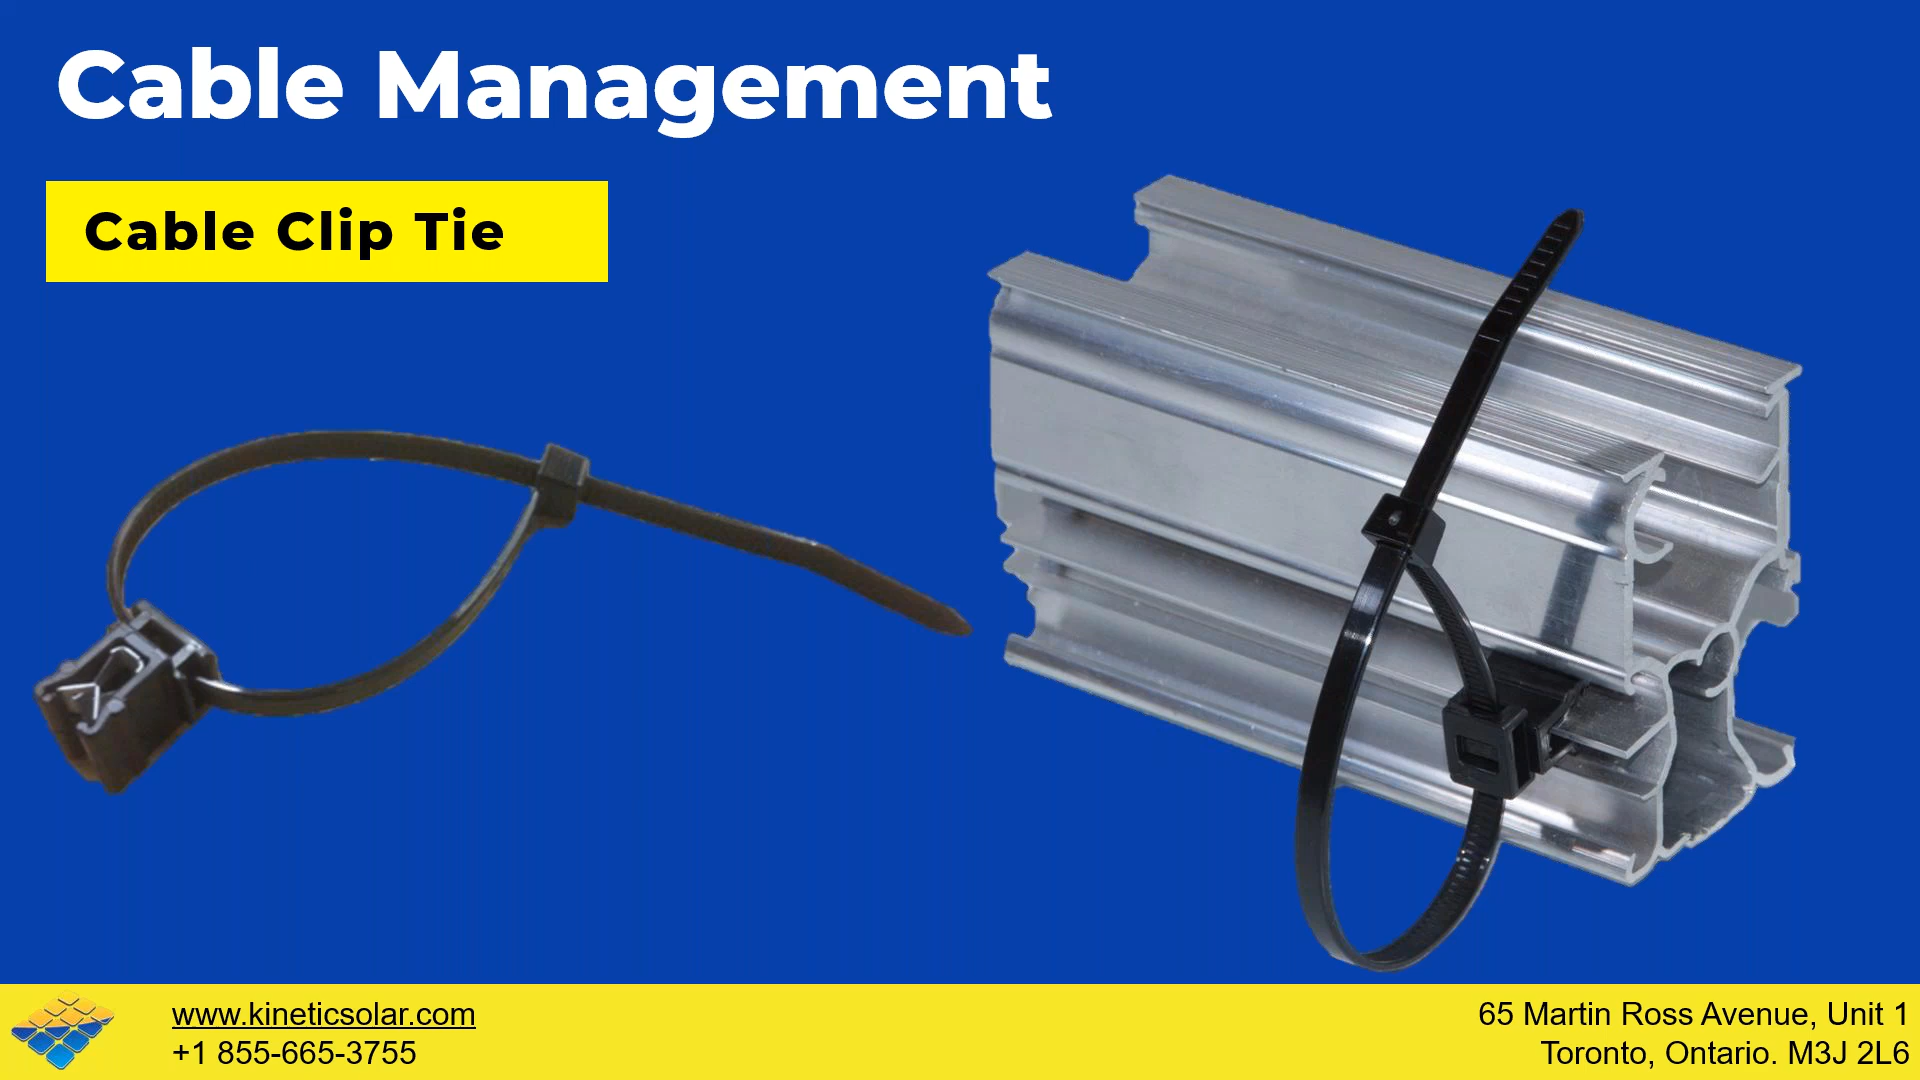 Cable Management
Cable Clip Tie
www.kineticsolar.com
+1 855-665-3755
65 Martin Ross Avenue, Unit 1
Toronto, Ontario. M3J 2L6